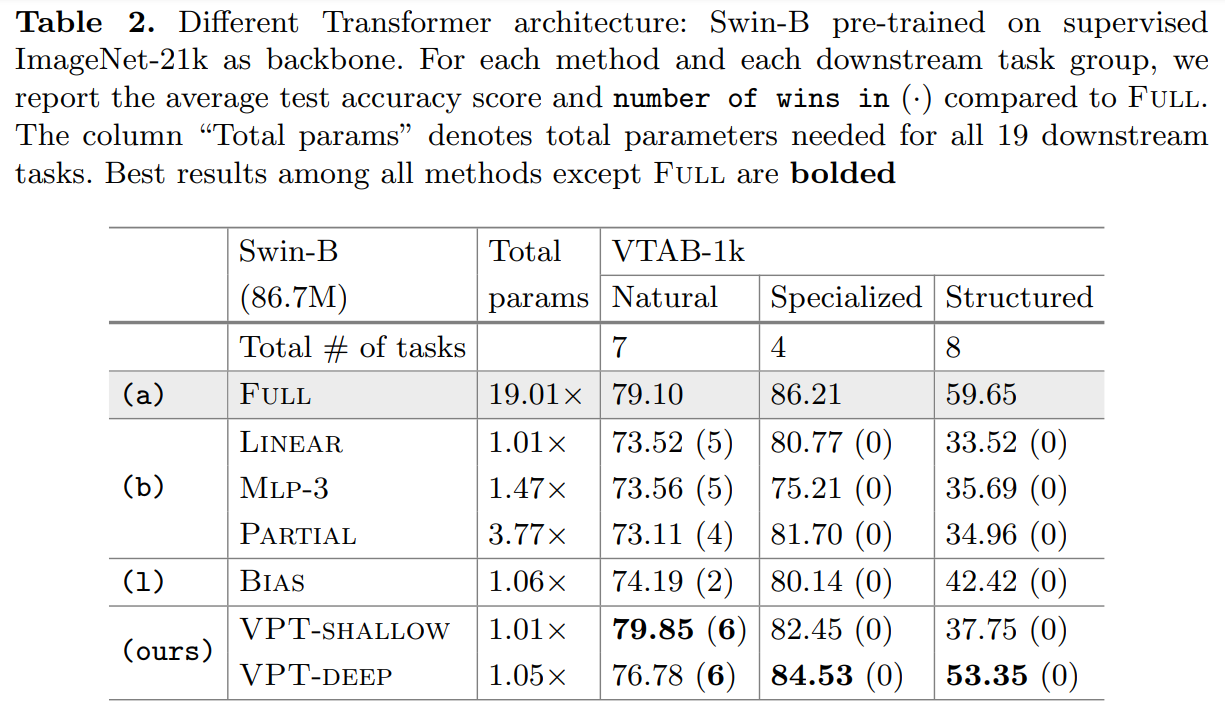 Table 2. Different Transformer architecture: Swin-B pre-trained on supervised
ImageNet-21k as backbone. For each method and each downstream task group, we
report the average test accuracy score and number of wins in (·) compared to FULL.
The column “Total params” denotes total parameters needed for all 19 downstream
tasks. Best results among all methods except FULL are bolded
Swin-B Total VTAB-1k
(86.7M) params Natural Specialized Structured
Total # of tasks 7 4 8
(a) FULL 19.01× 79.10 86.21 59.65
LINEAR 1.01× 73.52 (5) 80.77 (0) 33.52 (0)
(b) MLP-3 1.47× 73.56 (5) 75.21 (0) 35.69 (0)
PARTIAL 3.77× 73.11 (4) 81.70 (0) 34.96 (0)
(l) BIAS 1.06× 74.19 (2) 80.14 (0) 42.42 (0)
(ours) VPT-SHALLOW 1.01× 79.85 (6) 82.45 (0) 37.75 (0)
VPT-DEEP 1.05× 76.78 (6) 84.53 (0) 53.35 (0)